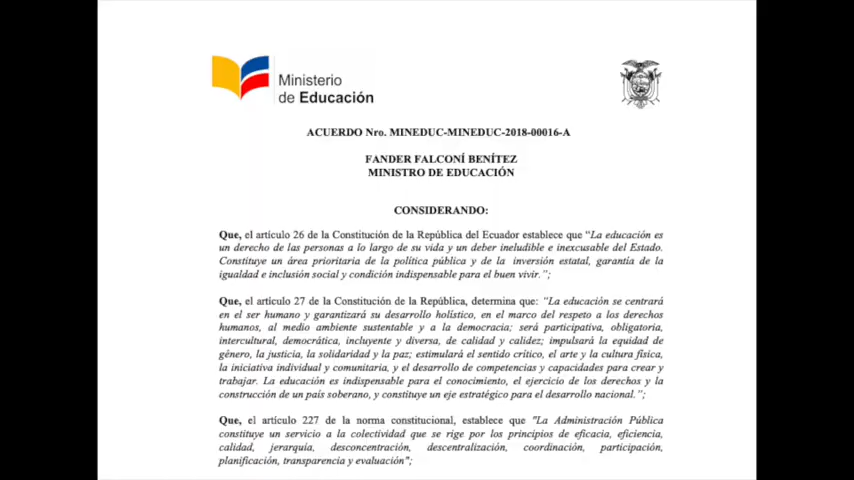 Ministerio
de Educación
ACUERDO Nro. MINEDUC-MINEDUC-2018-00016-A
FANDER FALCONÍ BENÍTEZ
MINISTRO DE EDUCACIÓN
CONSIDERANDO:
Que, el artículo 26 de la Constitución de la República del Ecuador establece que “La educación es
un derecho de las personas a lo largo de su vida y un deber ineludible e inexcusable del Estado.
Constituye un área prioritaria de la política pública y de la inversión estatal, garantía de la
igualdad e inclusión social y condición indispensable para el buen vivir.”;
Que, el artículo 27 de la Constitución de la República, determina que: “La educación se centrará
en el ser humano y garantizará su desarrollo holístico, en el marco del respeto a los derechos
humanos, al medio ambiente sustentable y a la democracia; será participativa, obligatoria,
intercultural, democrática, incluyente y diversa, de calidad y calidez; impulsará la equidad de
género, la justicia, la solidaridad y la paz; estimulará el sentido crítico, el arte y la cultura física,
la iniciativa individual y comunitaria, y el desarrollo de competencias y capacidades para crear y
trabajar. La educación es indispensable para el conocimiento, el ejercicio de los derechos y la
construcción de un país soberano, y constituye un eje estratégico para el desarrollo nacional.”;
Que, el artículo 227 de la norma constitucional, establece que "La Administración Pública
constituye un servicio a la colectividad que se rige por los principios de eficacia, eficiencia,
calidad, jerarquía, desconcentración, descentralización, coordinación, participación,
planificación, transparencia y evaluación";